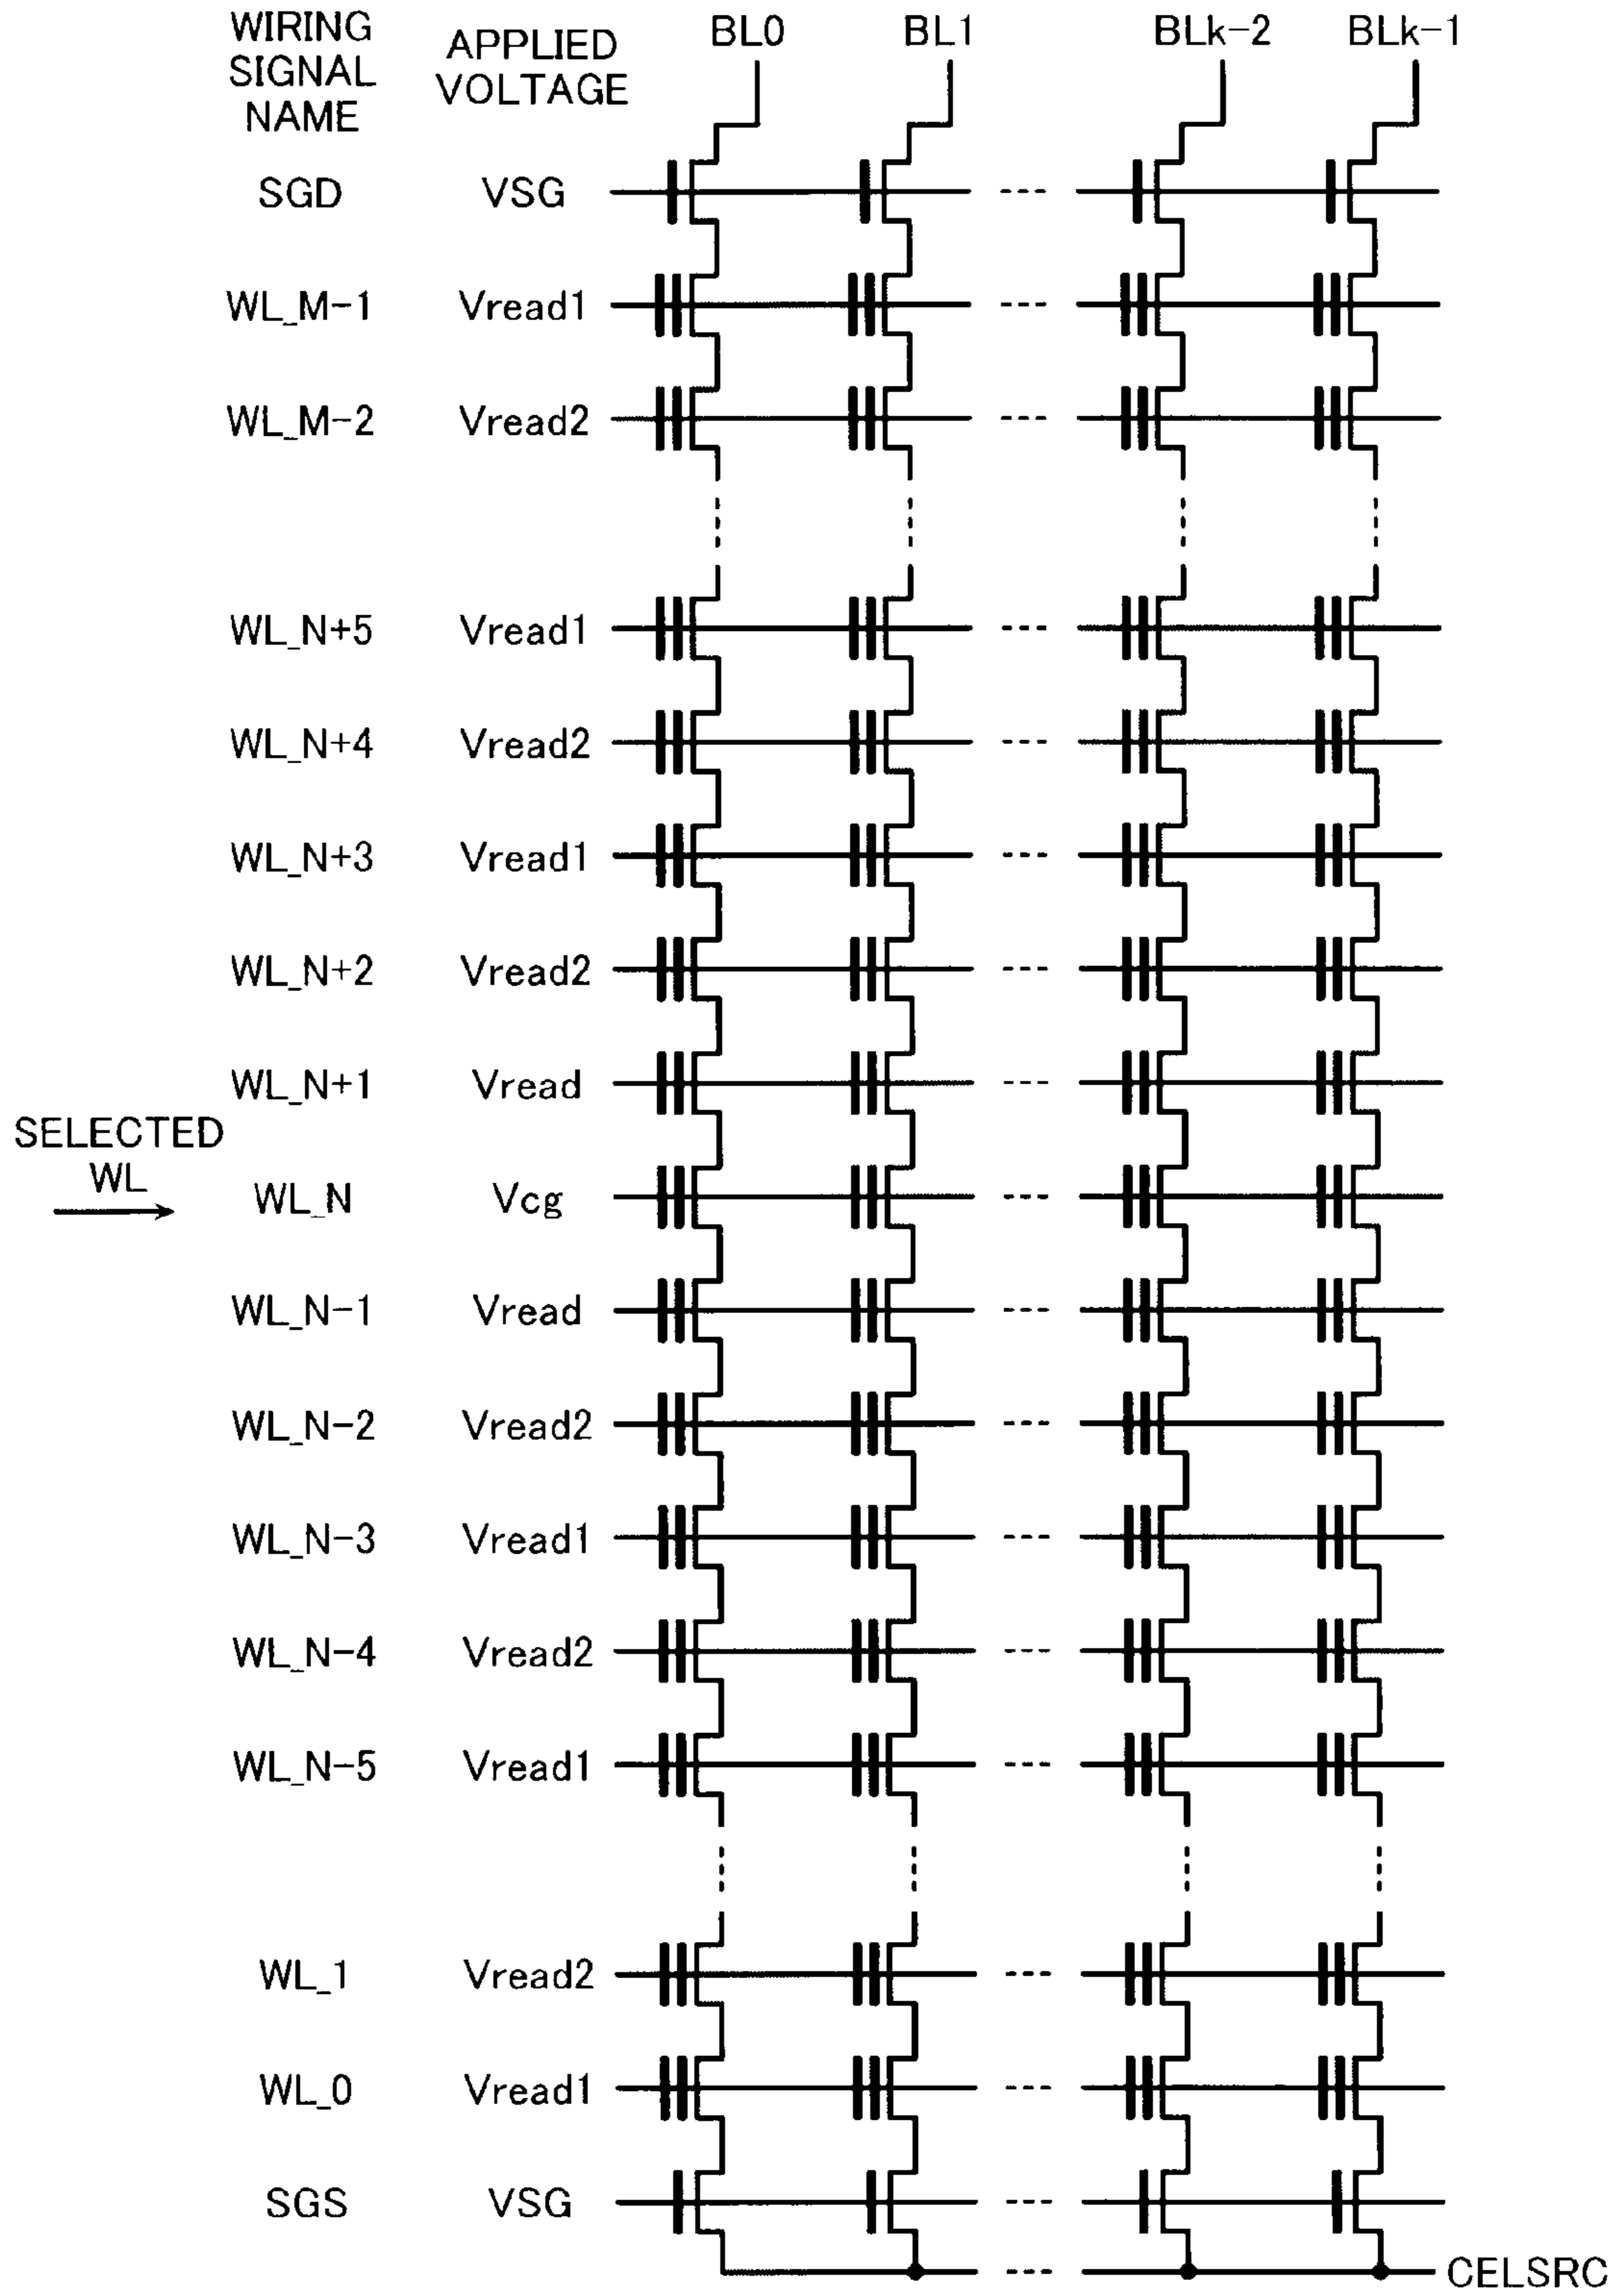 WIRING
SIGNAL
NAME
APPLIED
VOLTAGE
BL0 BL1 BLk-2 BLk-1
SGD VSG
WL_M-1 Vread1
WL_M-2 Vread2
WL_N+5 Vread1
WL_N+4 Vread2
WL_N+3 Vread1
WL_N+2 Vread2
WL_N+1 Vread
SELECTED
WL
WL_N Vcg
WL_N-1 Vread
WL_N-2 Vread2
WL_N-3 Vread1
WL_N-4 Vread2
WL_N-5 Vread1
WL_1 Vread2
WL_0 Vread1
SGS VSG
CELSRC